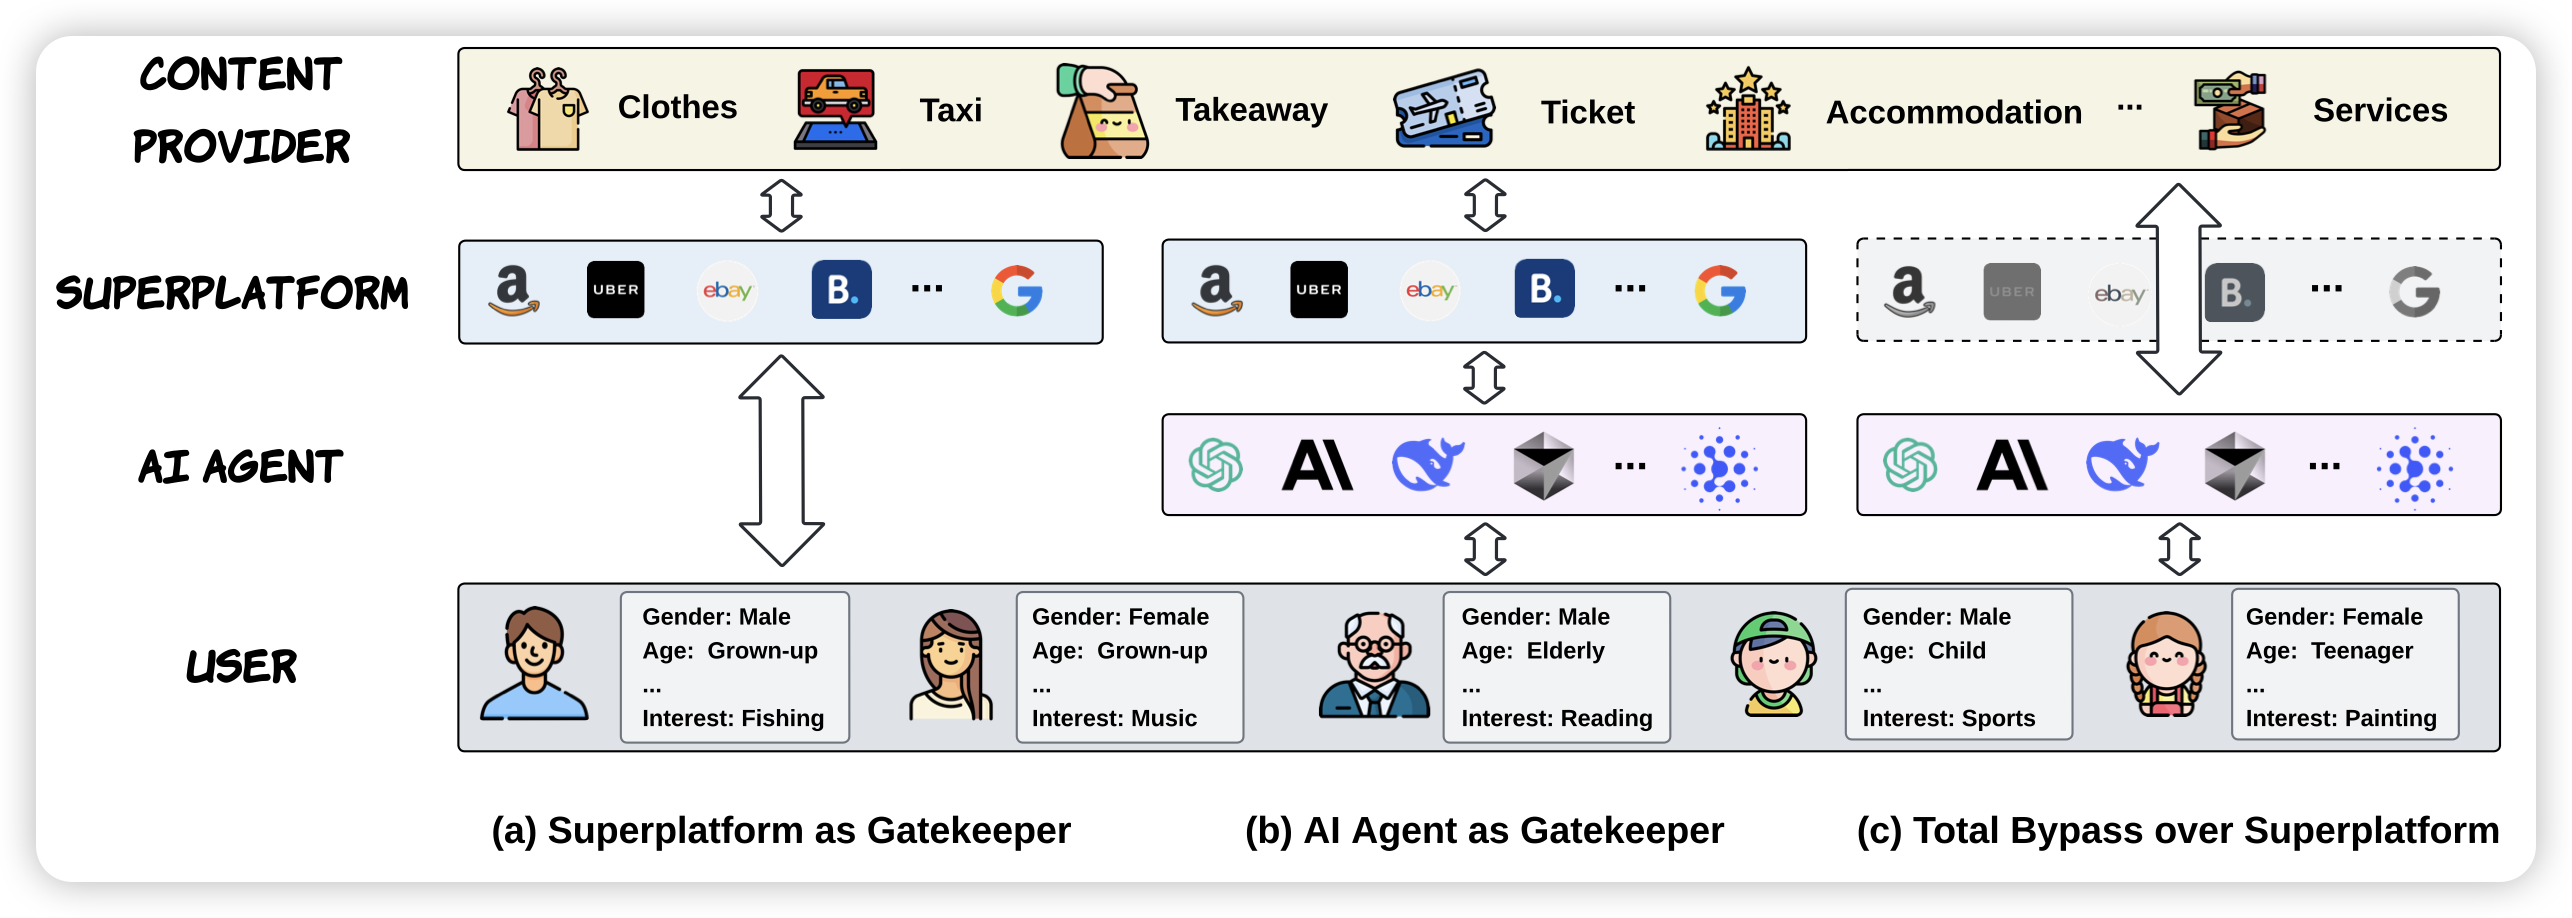 CONTENT
PROVIDER
Clothes
Taxi
Takeaway
Ticket
Accommodation
...
Services
SUPERPLATFORM
a
UBER
ebay
B.
...
G
a
UBER
ebay
B.
...
G
a
UBER
ebay
B.
...
G
AI AGENT
A\
...
A\
...
USER
Gender: Male
Age: Grown-up
...
Interest: Fishing
Gender: Female
Age: Grown-up
...
Interest: Music
Gender: Male
Age: Elderly
...
Interest: Reading
Gender: Male
Age: Child
...
Interest: Sports
Gender: Female
Age: Teenager
...
Interest: Painting
(a) Superplatform as Gatekeeper
(b) AI Agent as Gatekeeper
(c) Total Bypass over Superplatform